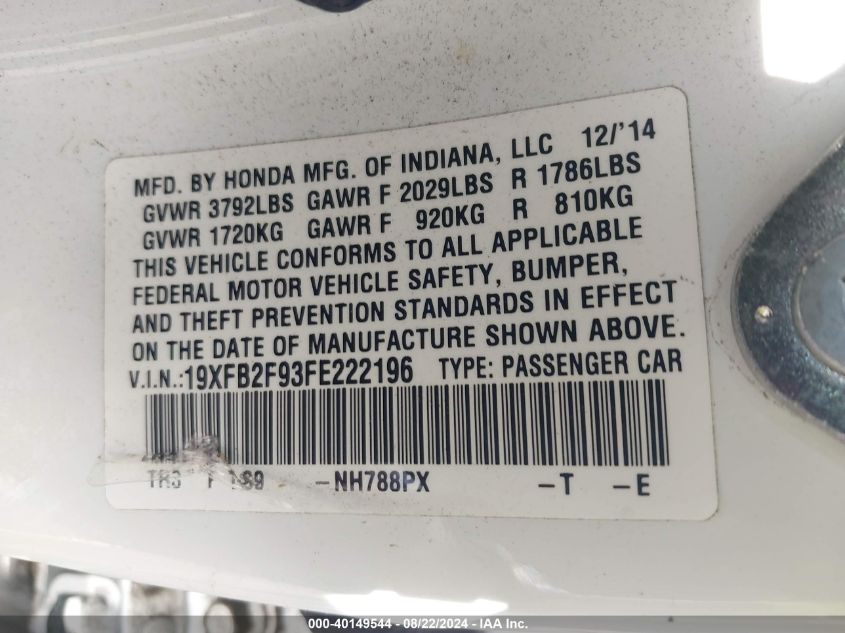 MFD. BY HONDA MFG. OF INDIANA, LLC 12/'14
GVWR 3792LBS GAWR F 2029LBS R 1786LBS
GVWR 1720KG GAWR F 920KG R 810KG
THIS VEHICLE CONFORMS TO ALL APPLICABLE
FEDERAL MOTOR VEHICLE SAFETY, BUMPER,
AND THEFT PREVENTION STANDARDS IN EFFECT
ON THE DATE OF MANUFACTURE SHOWN ABOVE.
V.I.N.:19XFB2F93FE222196 TYPE: PASSENGER CAR
-NH788PX -T -E
000-40149544 - 08/22/2024 - IAA Inc.